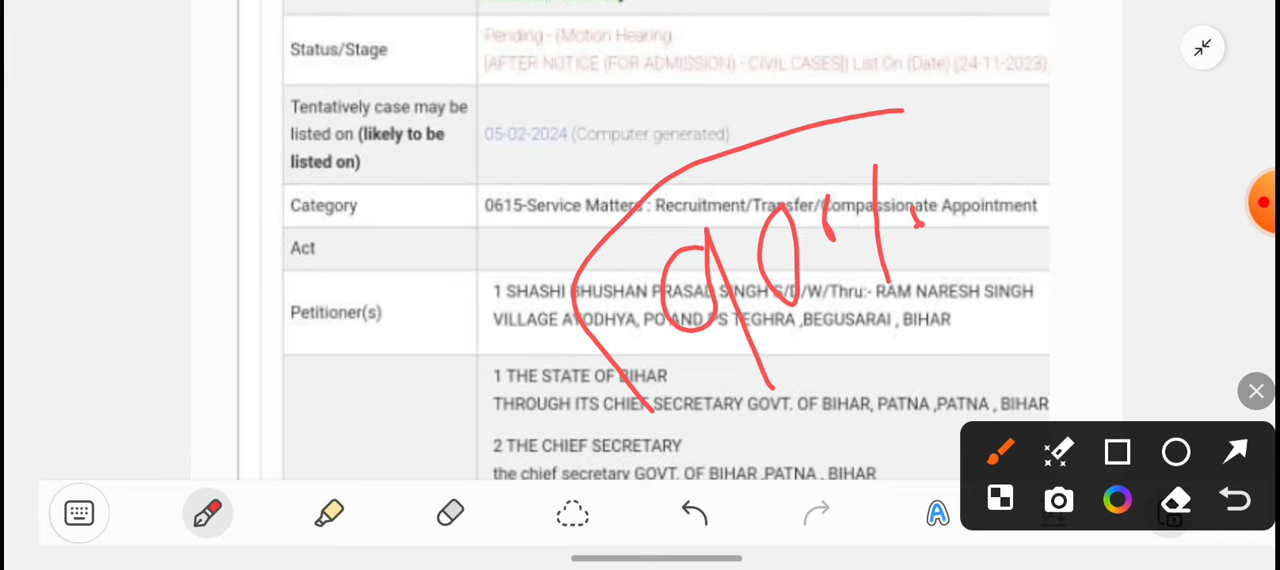 Status/Stage
Pending - (Motion Hearing
[AFTER NOTICE (FOR ADMISSION) - CIVIL CASES]) List On (Date) (24-11-2023)
Tentatively case may be
listed on (likely to be
listed on)
05-02-2024 (Computer generated)
Category
0615-Service Matters : Recruitment/Transfer/Compassionate Appointment
Act
Petitioner(s)
1 SHASHI BHUSHAN PRASAD SINGH S/D/W/Thru:- RAM NARESH SINGH
VILLAGE AYODHYA, PO AND PS TEGHRA ,BEGUSARAI , BIHAR
1 THE STATE OF BIHAR
THROUGH ITS CHIEF SECRETARY GOVT. OF BIHAR, PATNA ,PATNA , BIHAR
2 THE CHIEF SECRETARY
the chief secretary GOVT. OF BIHAR ,PATNA , BIHAR
90%
A